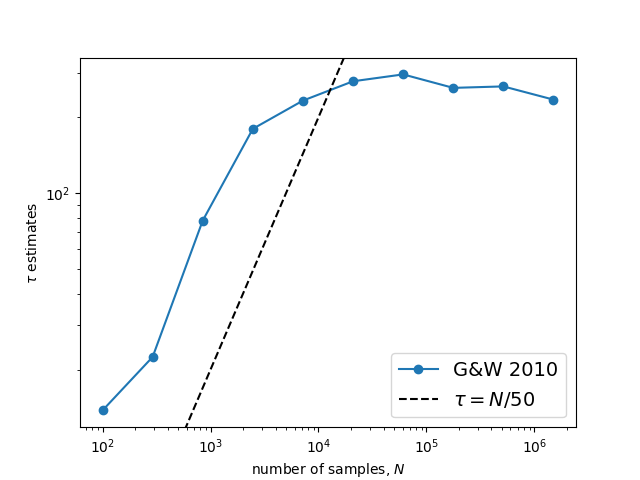 τ estimates
10²
10² 10³ 10⁴ 10⁵ 10⁶
number of samples, N
G&W 2010
τ = N/50